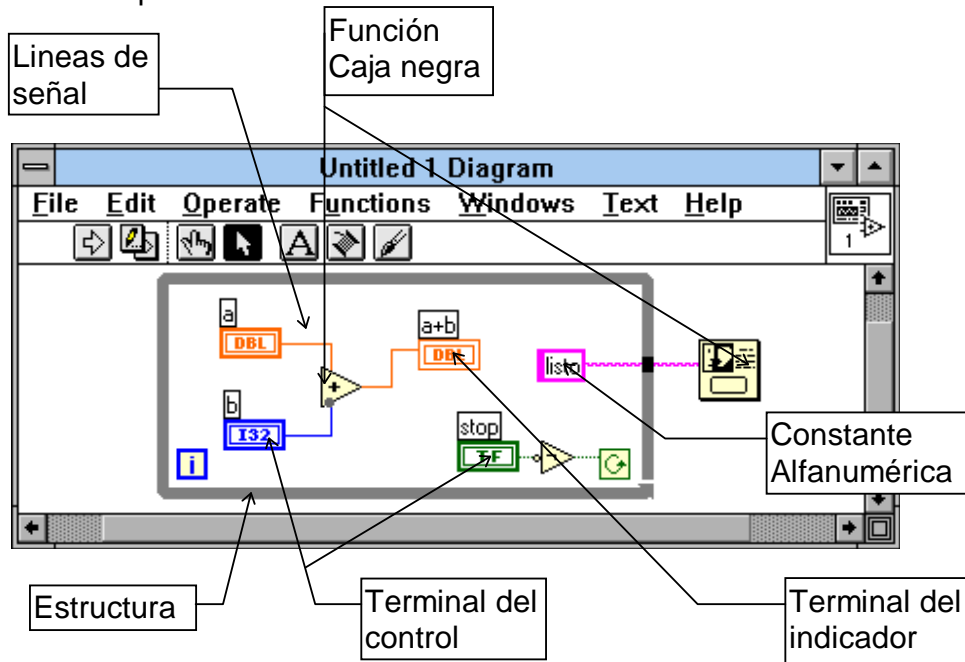 Función
Caja negra
Lineas de
señal
Untitled 1 Diagram
File Edit Operate Functions Windows Text Help
A
1
a
DBL
a+b
DBL
listo
b
I32
stop
TF
i
Constante
Alfanumérica
Estructura
Terminal del
control
Terminal del
indicador